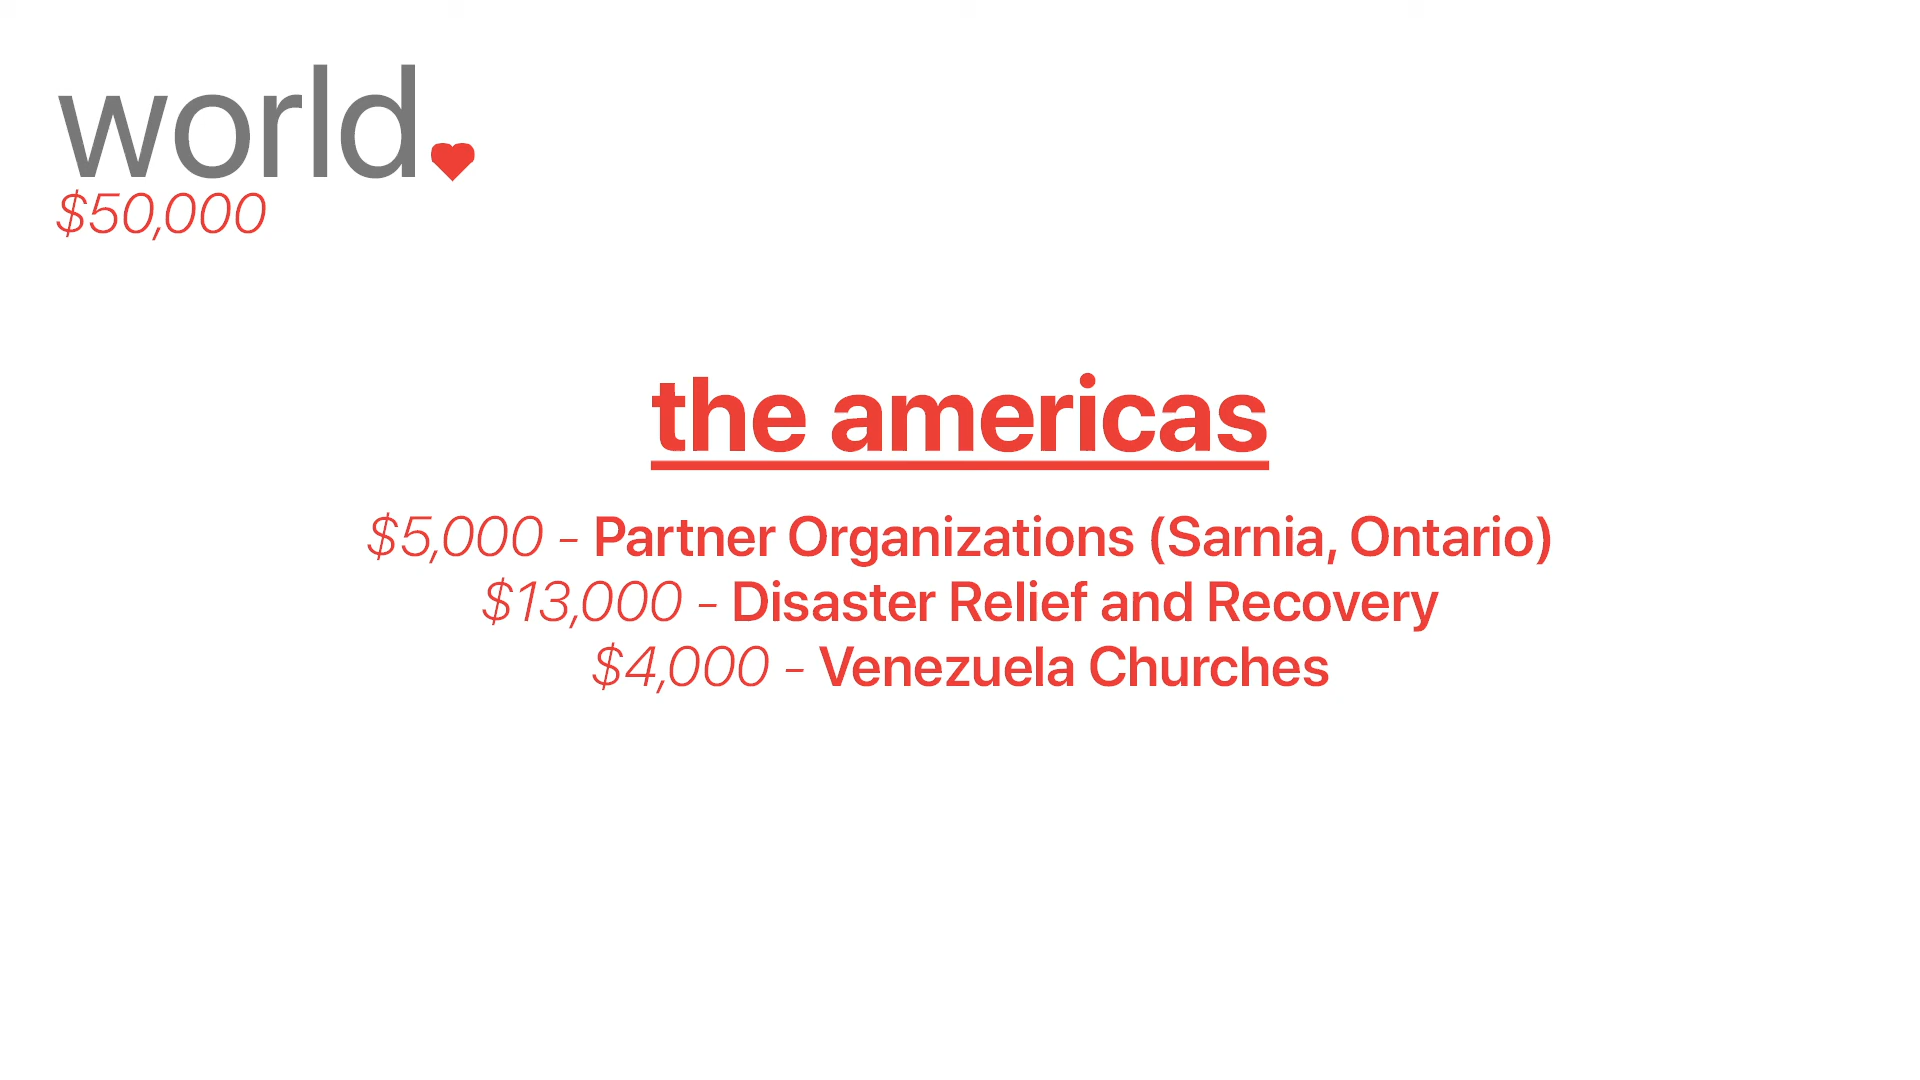 world.
$50,000
the americas
$5,000 - Partner Organizations (Sarnia, Ontario)
$13,000 - Disaster Relief and Recovery
$4,000 - Venezuela Churches